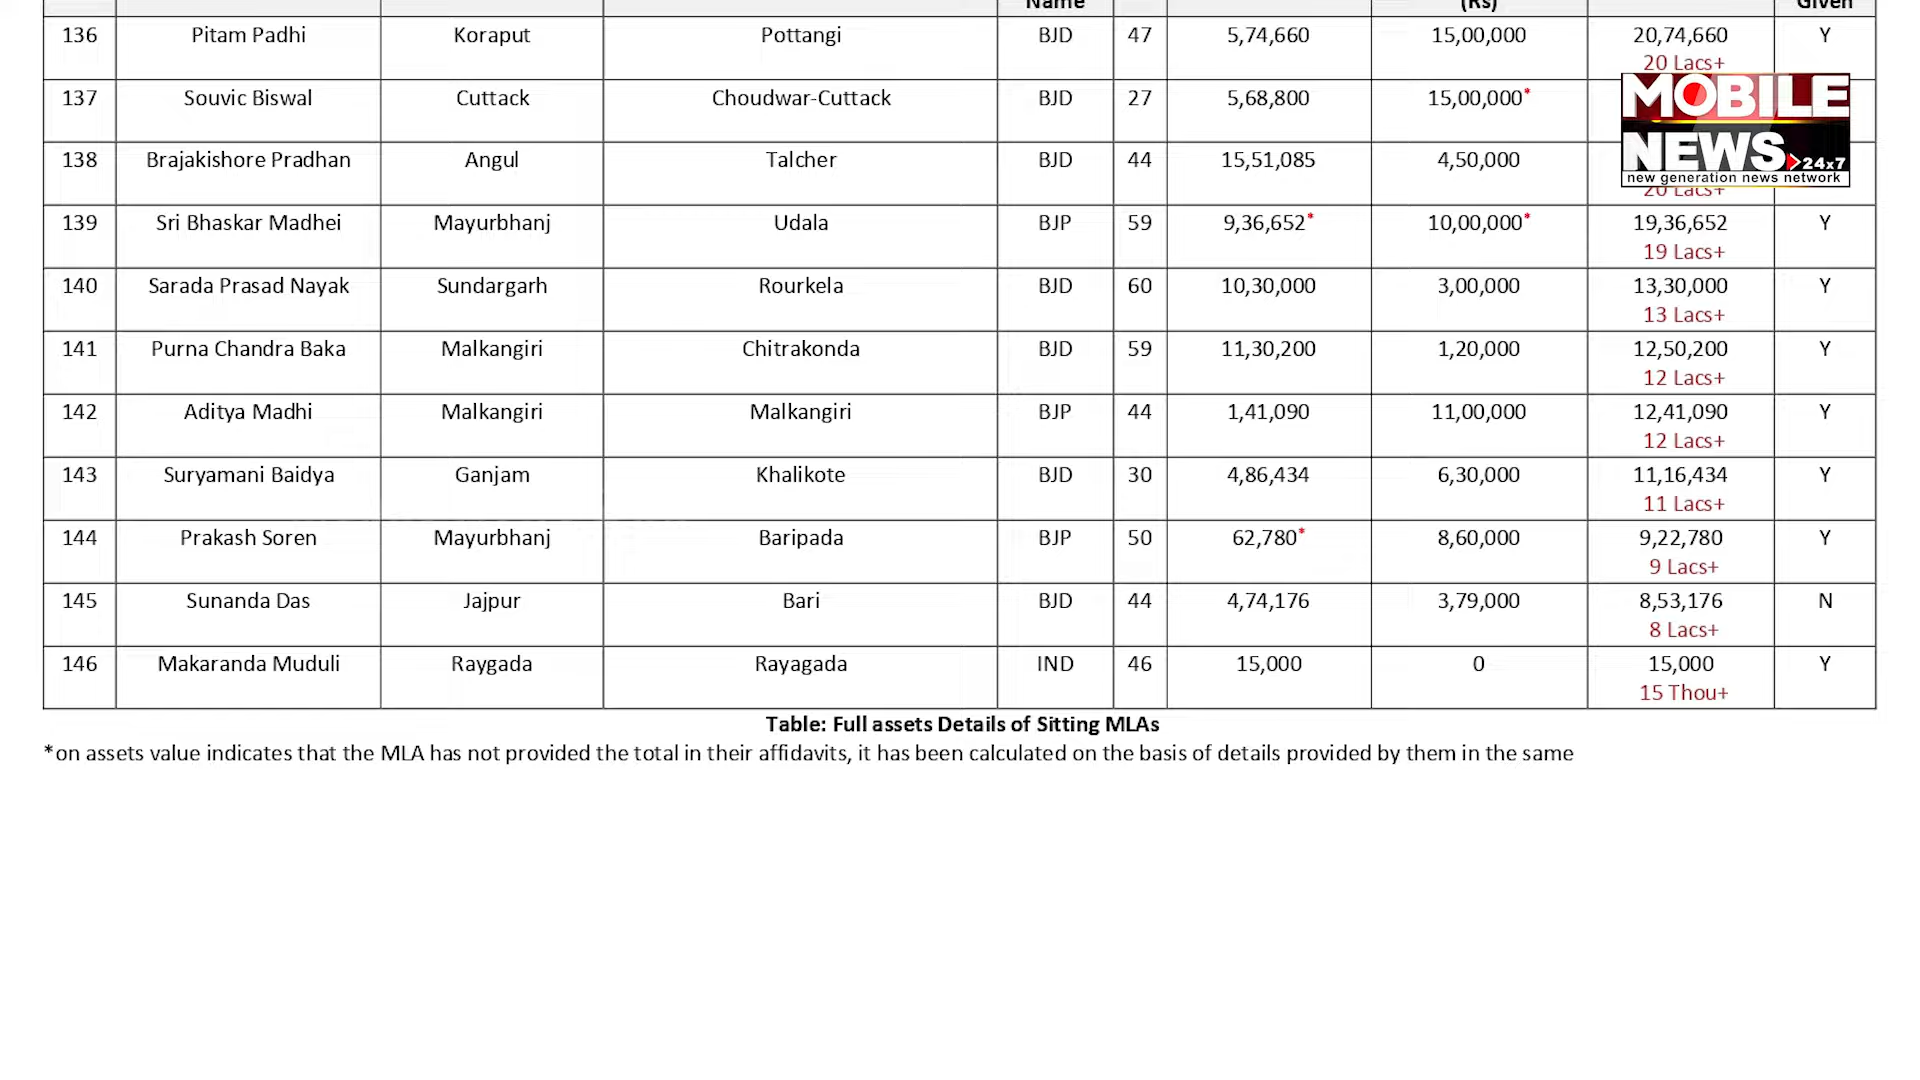 Name (Rs) Given
136 Pitam Padhi Koraput Pottangi BJD 47 5,74,660 15,00,000 20,74,660 Y
20 Lacs+
137 Souvic Biswal Cuttack Choudwar-Cuttack BJD 27 5,68,800 15,00,000*
138 Brajakishore Pradhan Angul Talcher BJD 44 15,51,085 4,50,000
20 Lacs+
MOBILE
NEWS 24x7
new generation news network
139 Sri Bhaskar Madhei Mayurbhanj Udala BJP 59 9,36,652* 10,00,000* 19,36,652 Y
19 Lacs+
140 Sarada Prasad Nayak Sundargarh Rourkela BJD 60 10,30,000 3,00,000 13,30,000 Y
13 Lacs+
141 Purna Chandra Baka Malkangiri Chitrakonda BJD 59 11,30,200 1,20,000 12,50,200 Y
12 Lacs+
142 Aditya Madhi Malkangiri Malkangiri BJP 44 1,41,090 11,00,000 12,41,090 Y
12 Lacs+
143 Suryamani Baidya Ganjam Khalikote BJD 30 4,86,434 6,30,000 11,16,434 Y
11 Lacs+
144 Prakash Soren Mayurbhanj Baripada BJP 50 62,780* 8,60,000 9,22,780 Y
9 Lacs+
145 Sunanda Das Jajpur Bari BJD 44 4,74,176 3,79,000 8,53,176 N
8 Lacs+
146 Makaranda Muduli Raygada Rayagada IND 46 15,000 0 15,000 Y
15 Thou+
Table: Full assets Details of Sitting MLAs
*on assets value indicates that the MLA has not provided the total in their affidavits, it has been calculated on the basis of details provided by them in the same